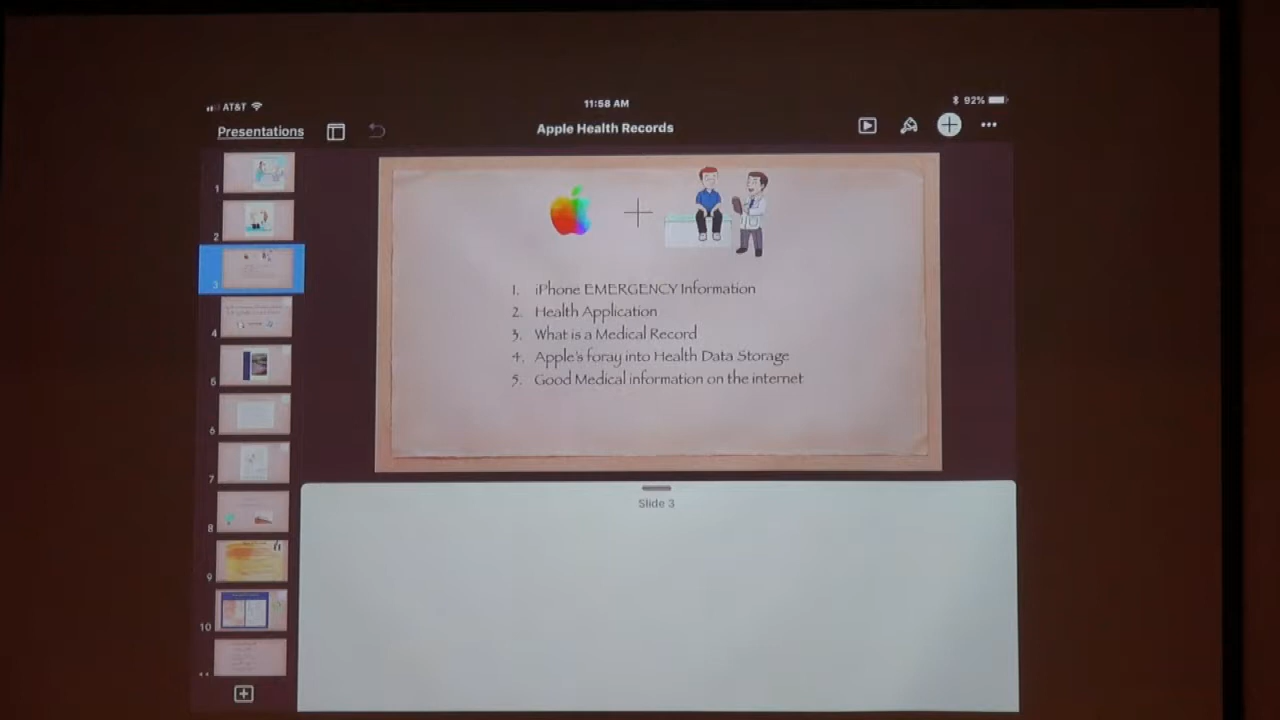 AT&T
11:58 AM
92%
Presentations
Apple Health Records
1
2
3
4
5
6
7
8
9
10
1. iPhone EMERGENCY Information
2. Health Application
3. What is a Medical Record
4. Apple's foray into Health Data Storage
5. Good Medical information on the internet
Slide 3